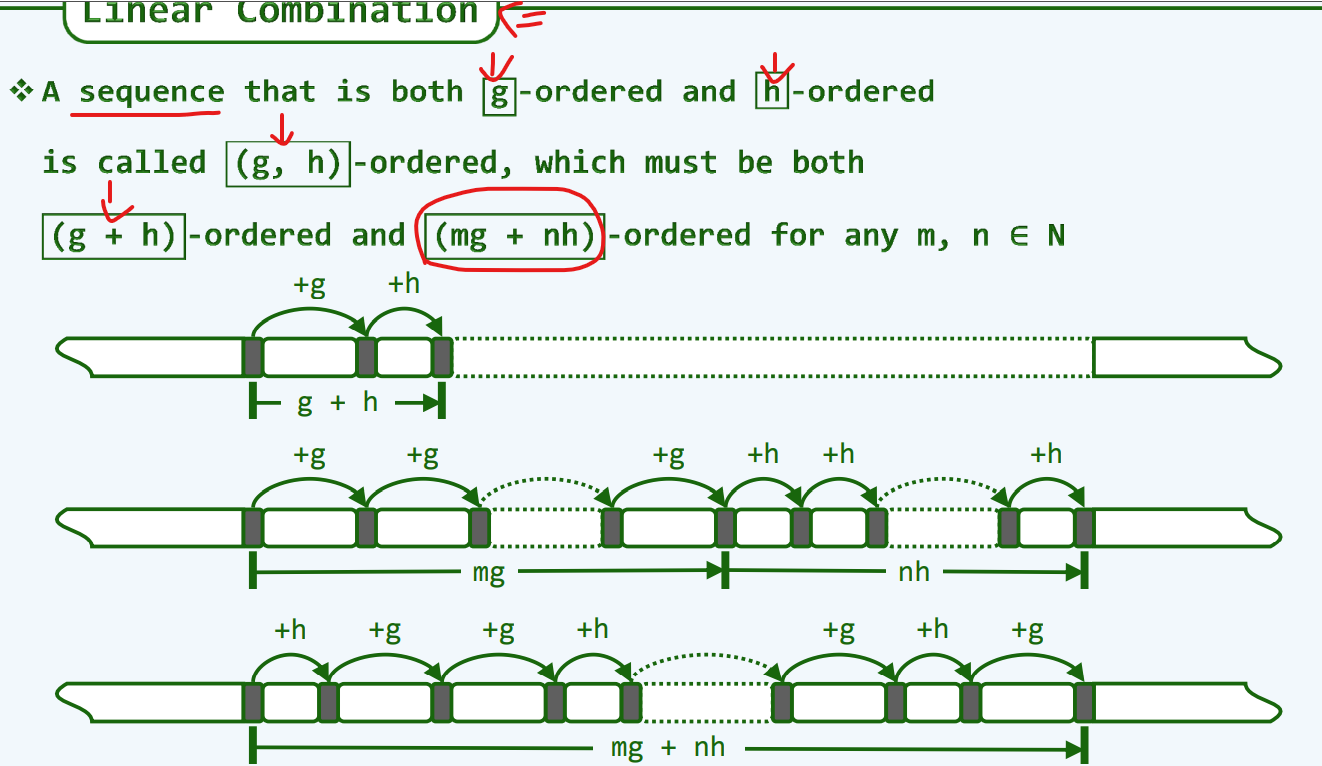 Linear Combination
❖ A sequence that is both g-ordered and h-ordered
is called (g, h)-ordered, which must be both
(g + h)-ordered and (mg + nh)-ordered for any m, n ∈ N
+g +h
g + h
+g +g +g +h +h +h
mg nh
+h +g +g +h +g +h +g
mg + nh